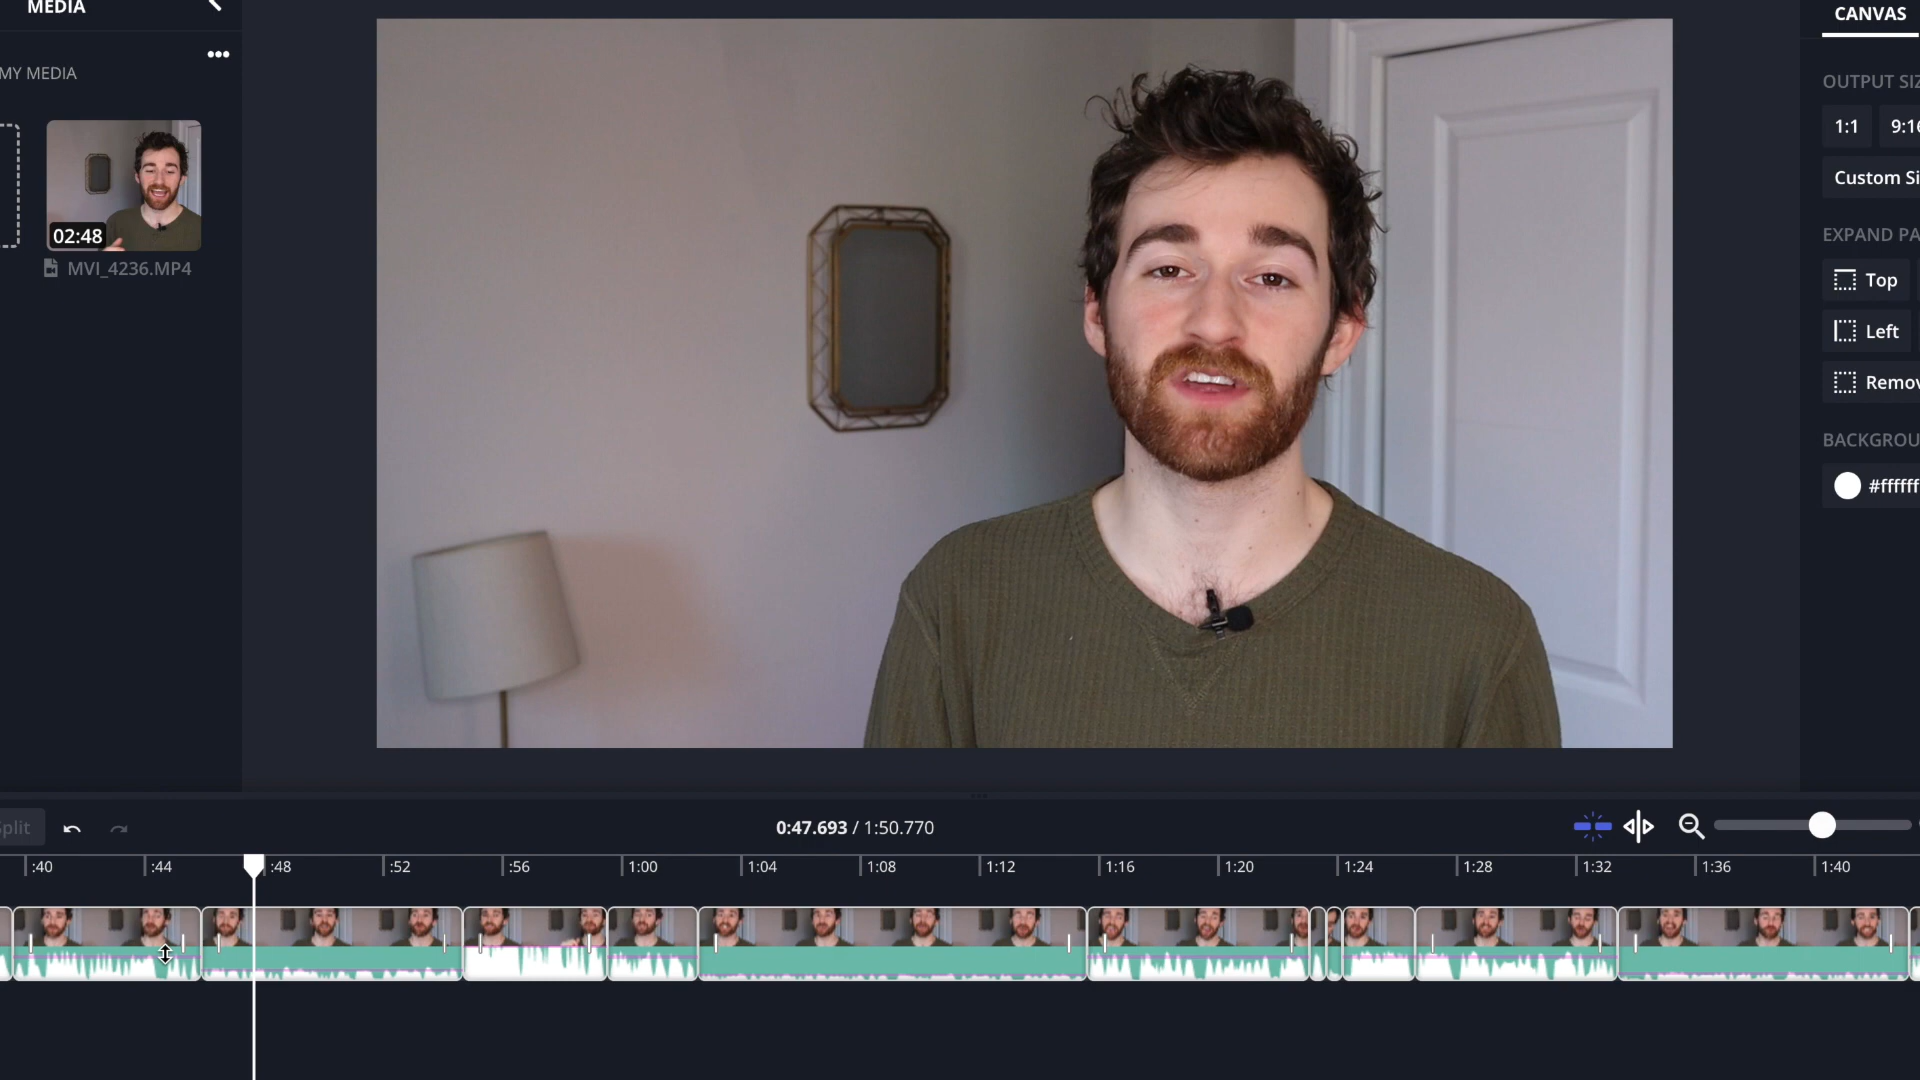 MEDIA
MY MEDIA
02:48
MVI_4236.MP4
CANVAS
OUTPUT SIZ
1:1
9:16
Custom Si
EXPAND PA
Top
Left
Remov
BACKGROU
#ffffff
Split
0:47.693 / 1:50.770
:40 :44 :48 :52 :56 1:00 1:04 1:08 1:12 1:16 1:20 1:24 1:28 1:32 1:36 1:40